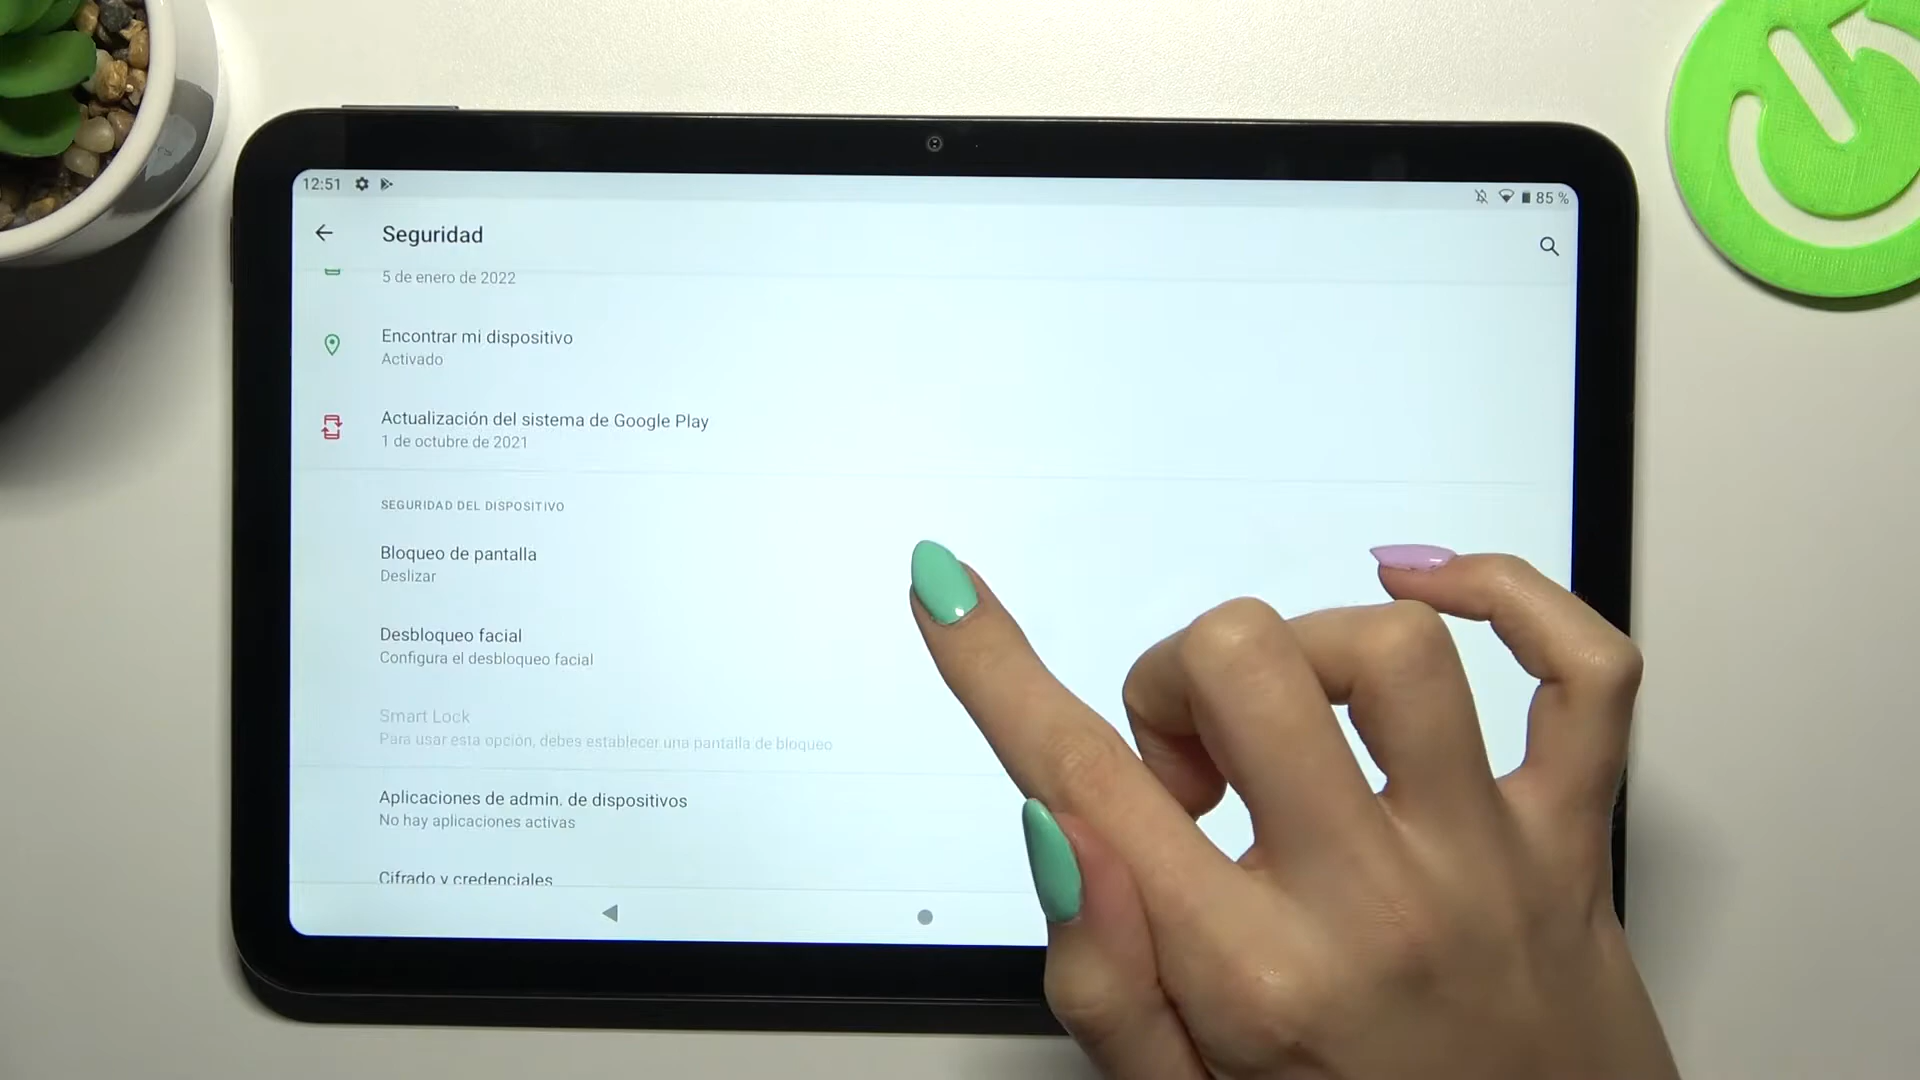 12:51
85 %
Seguridad
5 de enero de 2022
Encontrar mi dispositivo
Activado
Actualización del sistema de Google Play
1 de octubre de 2021
SEGURIDAD DEL DISPOSITIVO
Bloqueo de pantalla
Deslizar
Desbloqueo facial
Configura el desbloqueo facial
Smart Lock
Para usar esta opción, debes establecer una pantalla de bloqueo
Aplicaciones de admin. de dispositivos
No hay aplicaciones activas
Cifrado y credenciales